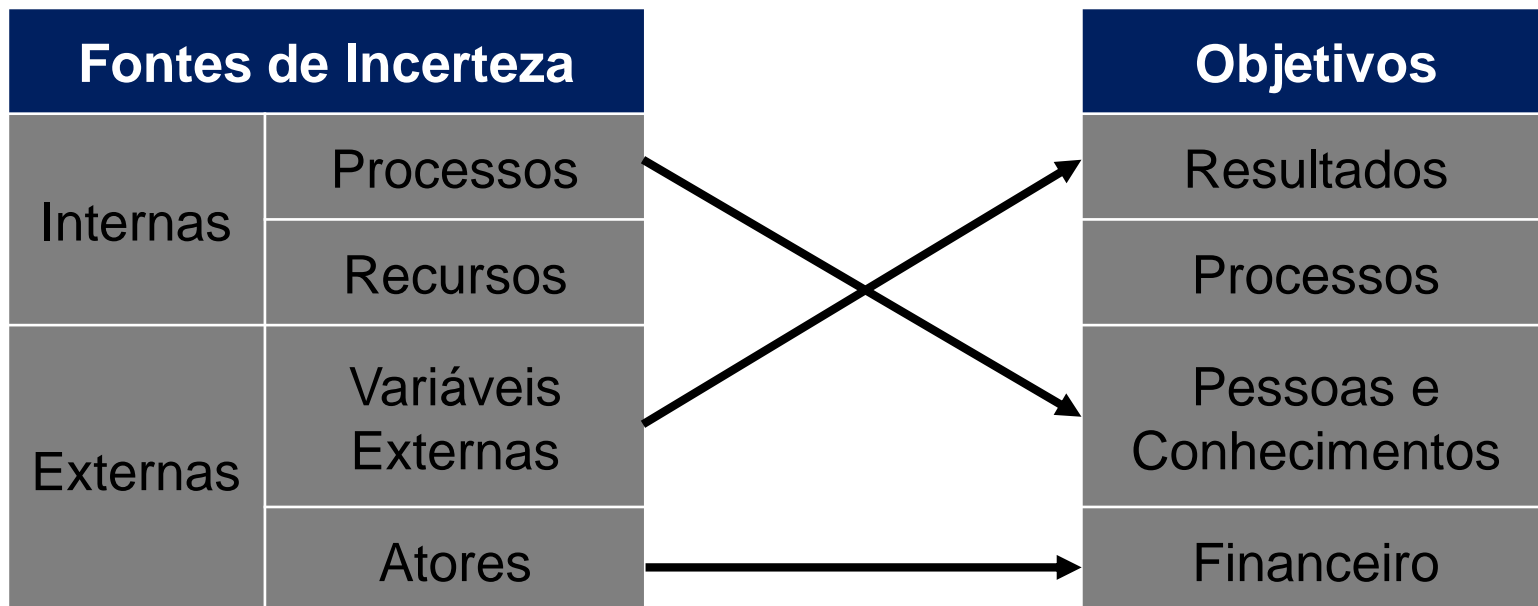 Fontes de Incerteza
Objetivos
Internas
Processos
Recursos
Externas
Variáveis
Externas
Atores
Resultados
Processos
Pessoas e
Conhecimentos
Financeiro